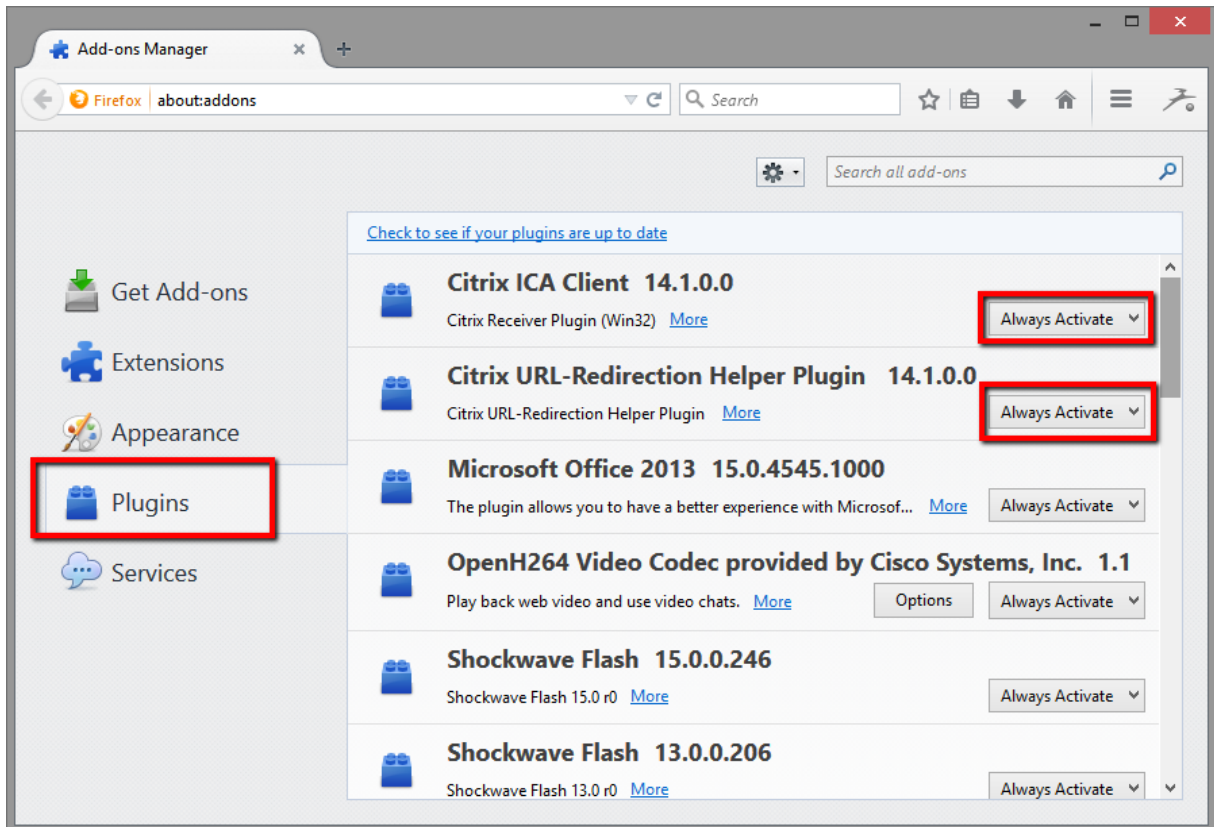 Add-ons Manager
Firefox about:addons Search
Search all add-ons
Check to see if your plugins are up to date
Get Add-ons
Extensions
Appearance
Plugins
Services
Citrix ICA Client 14.1.0.0
Citrix Receiver Plugin (Win32) More Always Activate
Citrix URL-Redirection Helper Plugin 14.1.0.0
Citrix URL-Redirection Helper Plugin More Always Activate
Microsoft Office 2013 15.0.4545.1000
The plugin allows you to have a better experience with Microsof... More Always Activate
OpenH264 Video Codec provided by Cisco Systems, Inc. 1.1
Play back web video and use video chats. More Options Always Activate
Shockwave Flash 15.0.0.246
Shockwave Flash 15.0 r0 More Always Activate
Shockwave Flash 13.0.0.206
Shockwave Flash 13.0 r0 More Always Activate